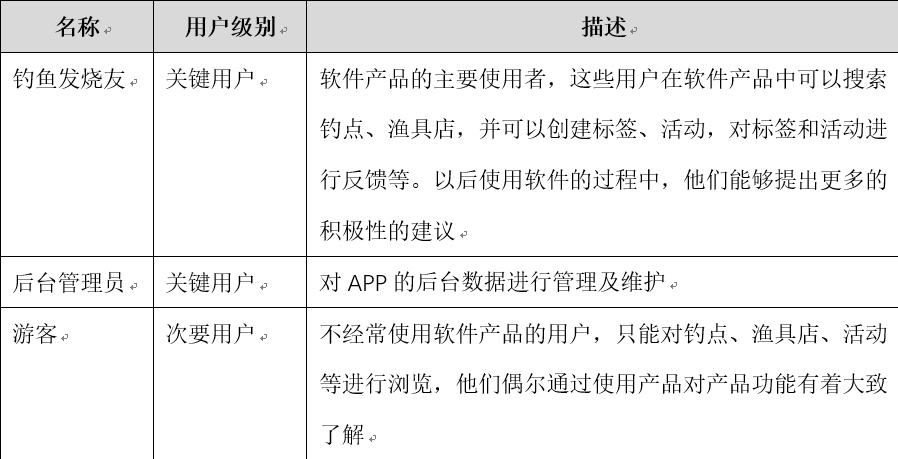 名称 用户级别 描述
钓鱼发烧友 关键用户 软件产品的主要使用者，这些用户在软件产品中可以搜索
钓点、渔具店，并可以创建标签、活动，对标签和活动进
行反馈等。以后使用软件的过程中，他们能够提出更多的
积极性的建议
后台管理员 关键用户 对 APP 的后台数据进行管理及维护
游客 次要用户 不经常使用软件产品的用户，只能对钓点、渔具店、活动
等进行浏览，他们偶尔通过使用产品对产品功能有着大致
了解